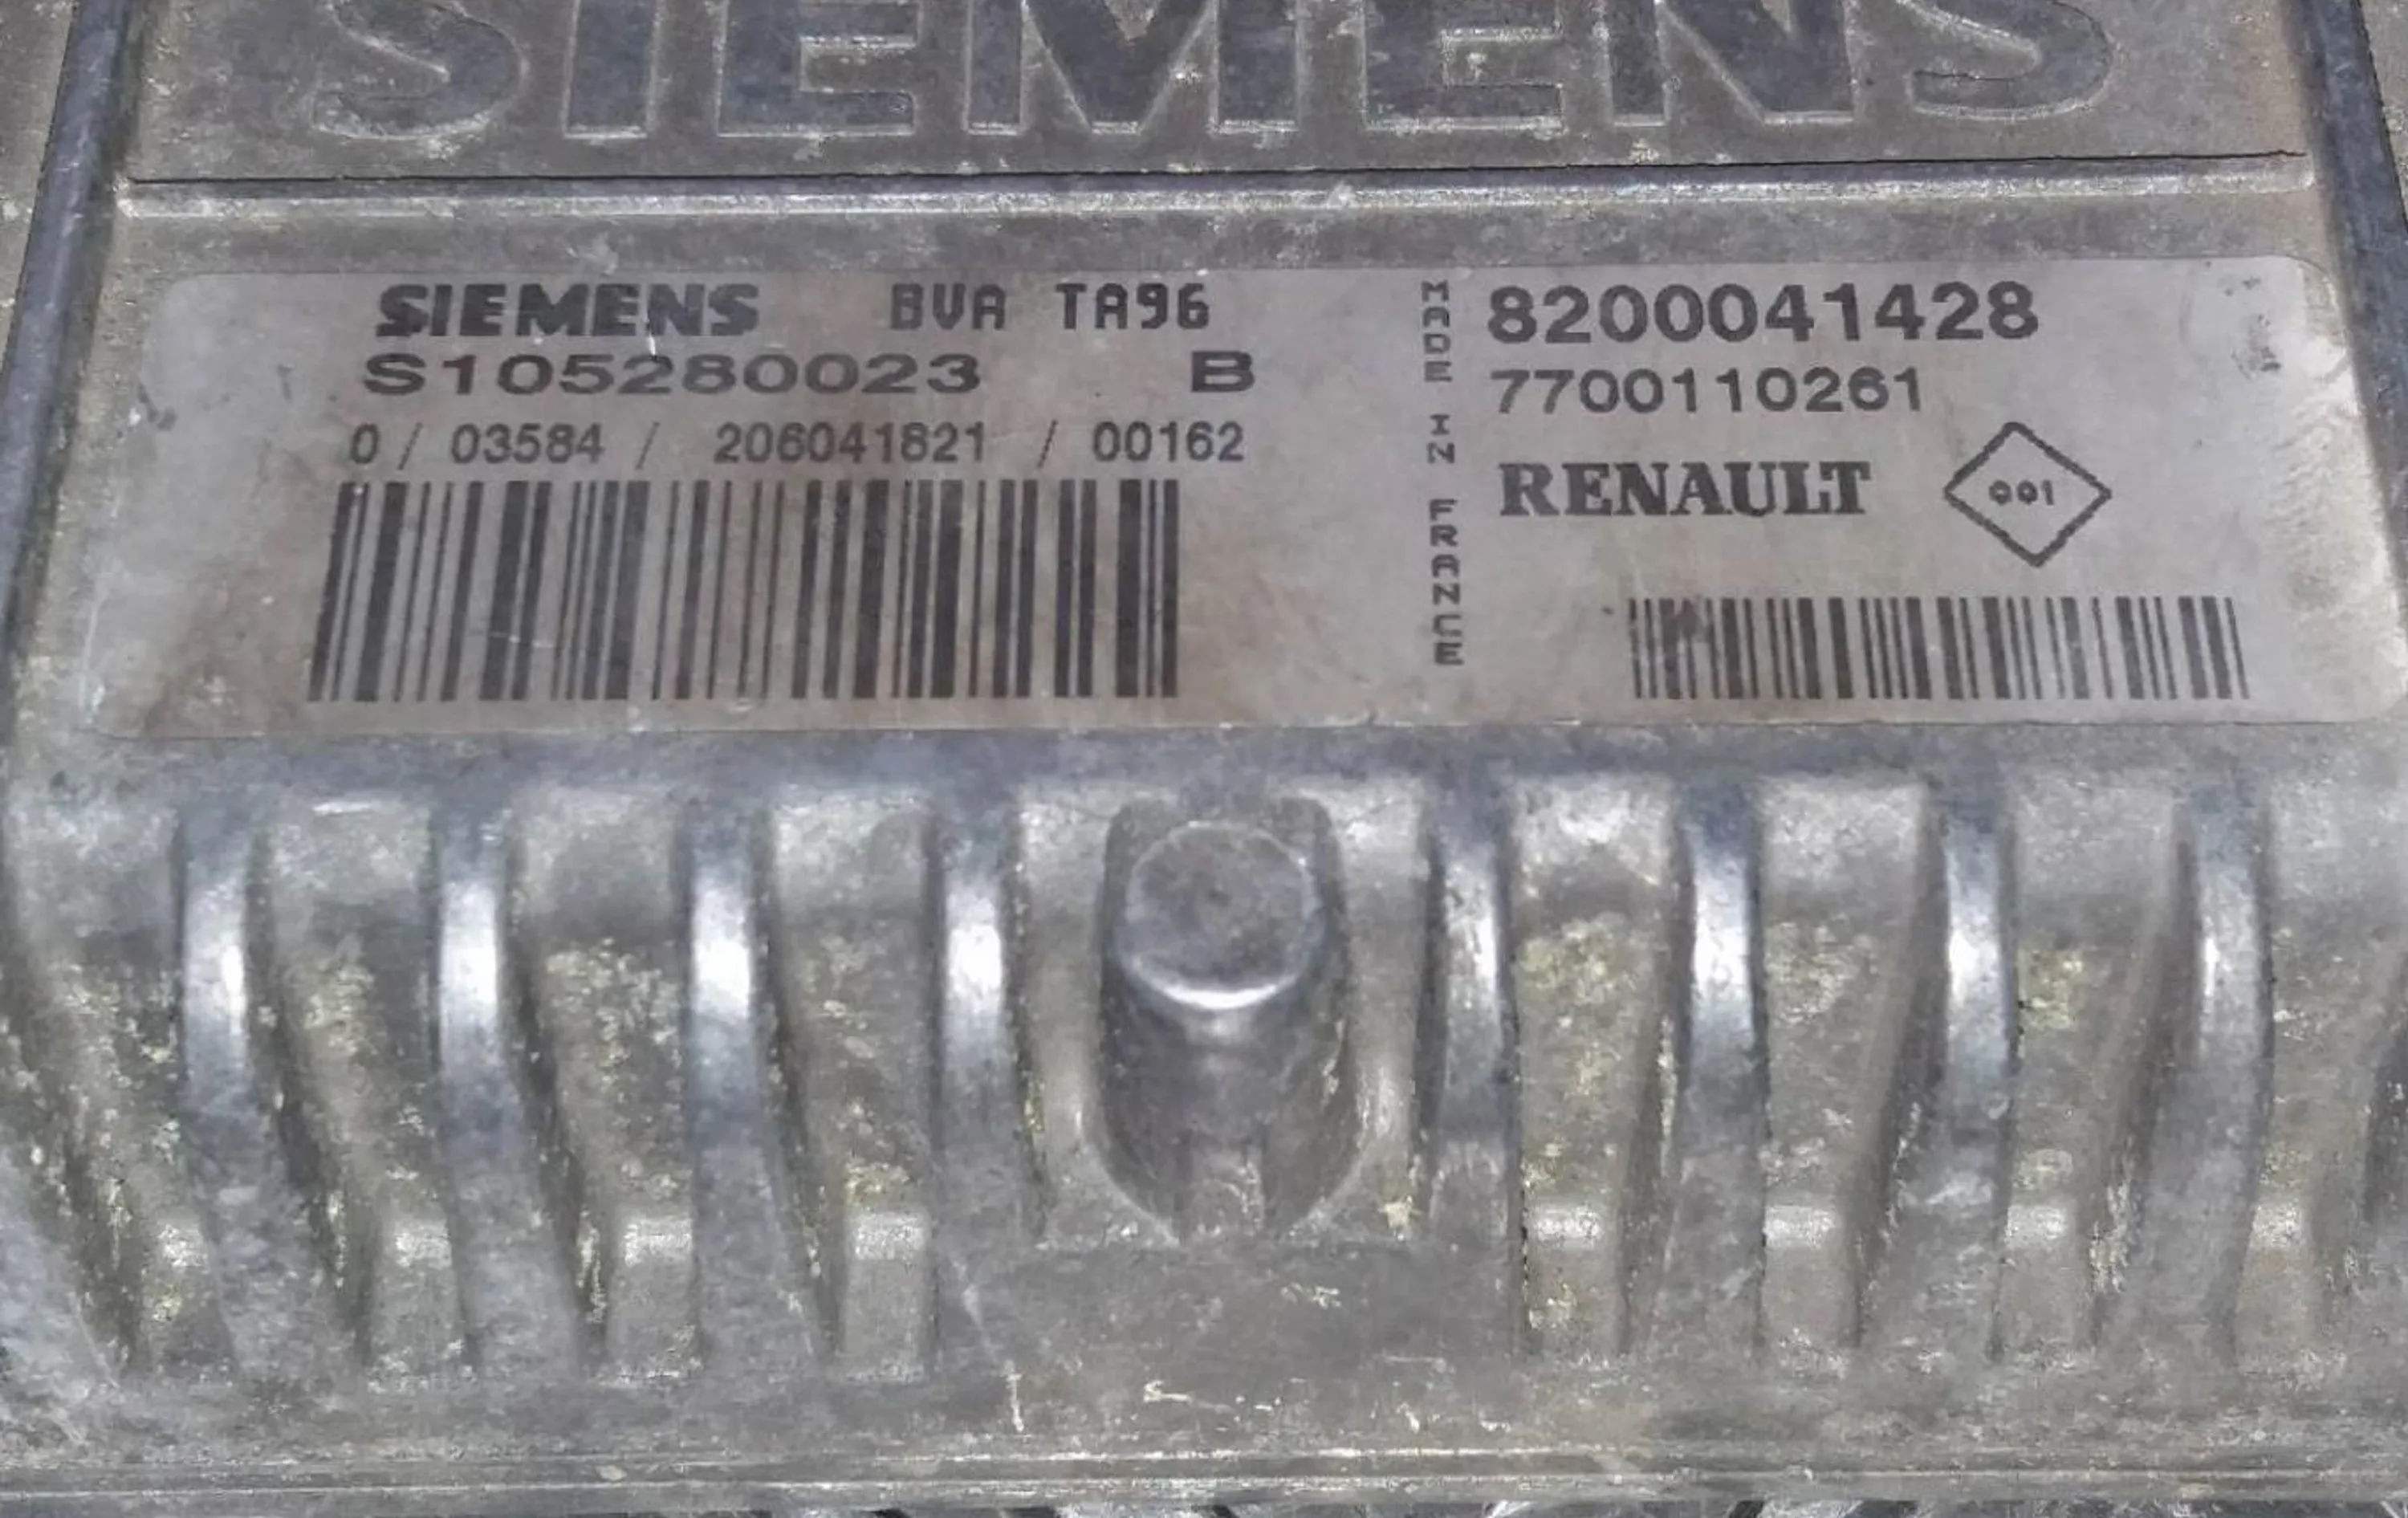 SIEMENS
SIEMENS BVA TA96
S105280023 B
0 / 03584 / 206041821 / 00162
MADE IN FRANCE
8200041428
7700110261
RENAULT 001